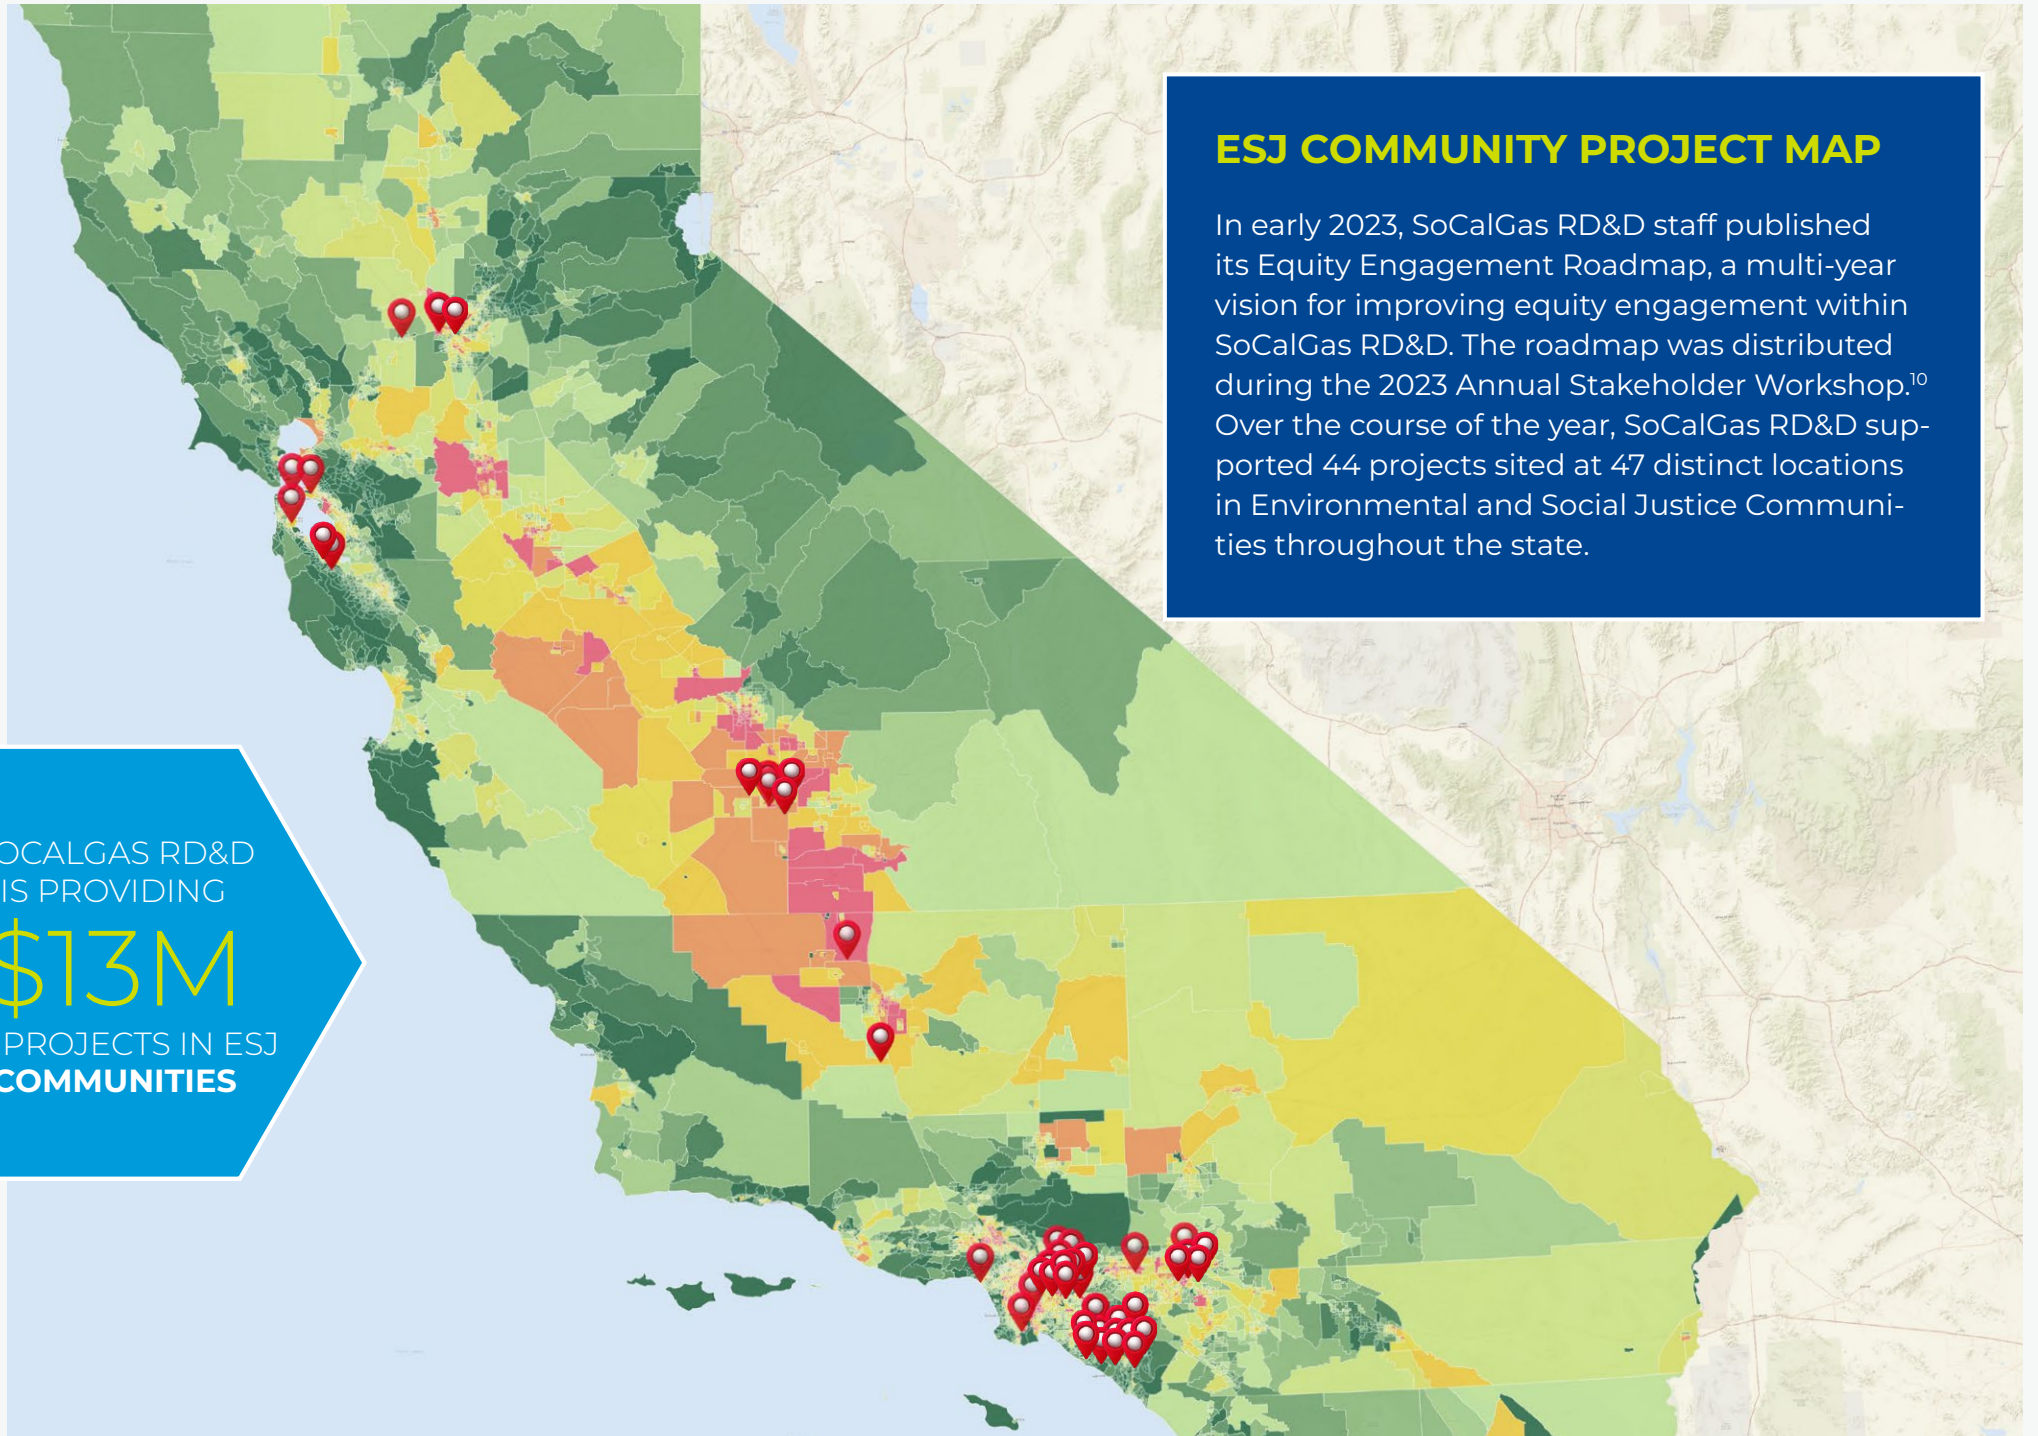 ESJ COMMUNITY PROJECT MAP
In early 2023, SoCalGas RD&D staff published
its Equity Engagement Roadmap, a multi-year
vision for improving equity engagement within
SoCalGas RD&D. The roadmap was distributed
during the 2023 Annual Stakeholder Workshop.10
Over the course of the year, SoCalGas RD&D sup-
ported 44 projects sited at 47 distinct locations
in Environmental and Social Justice Communi-
ties throughout the state.
OCALGAS RD&D
IS PROVIDING
$13M
PROJECTS IN ESJ
COMMUNITIES